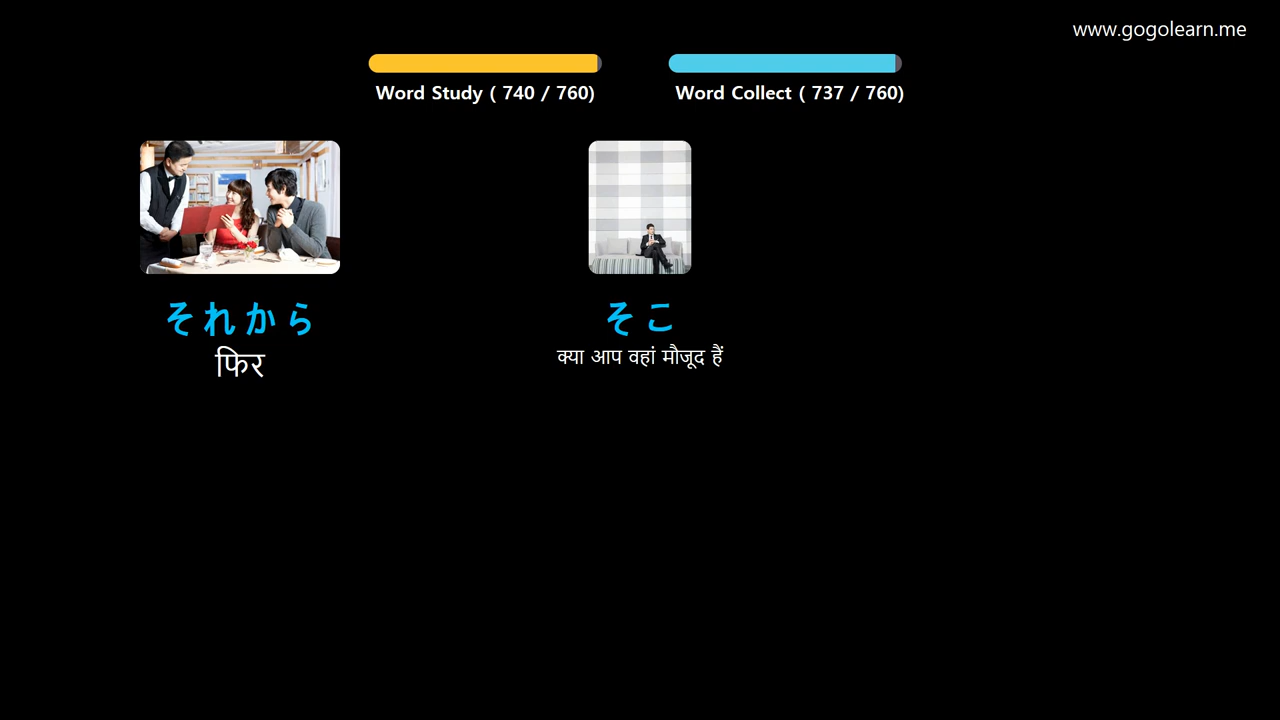 www.gogolearn.me
Word Study ( 740 / 760)
Word Collect ( 737 / 760)
それから
फिर
そこ
क्या आप वहां मौजूद हैं